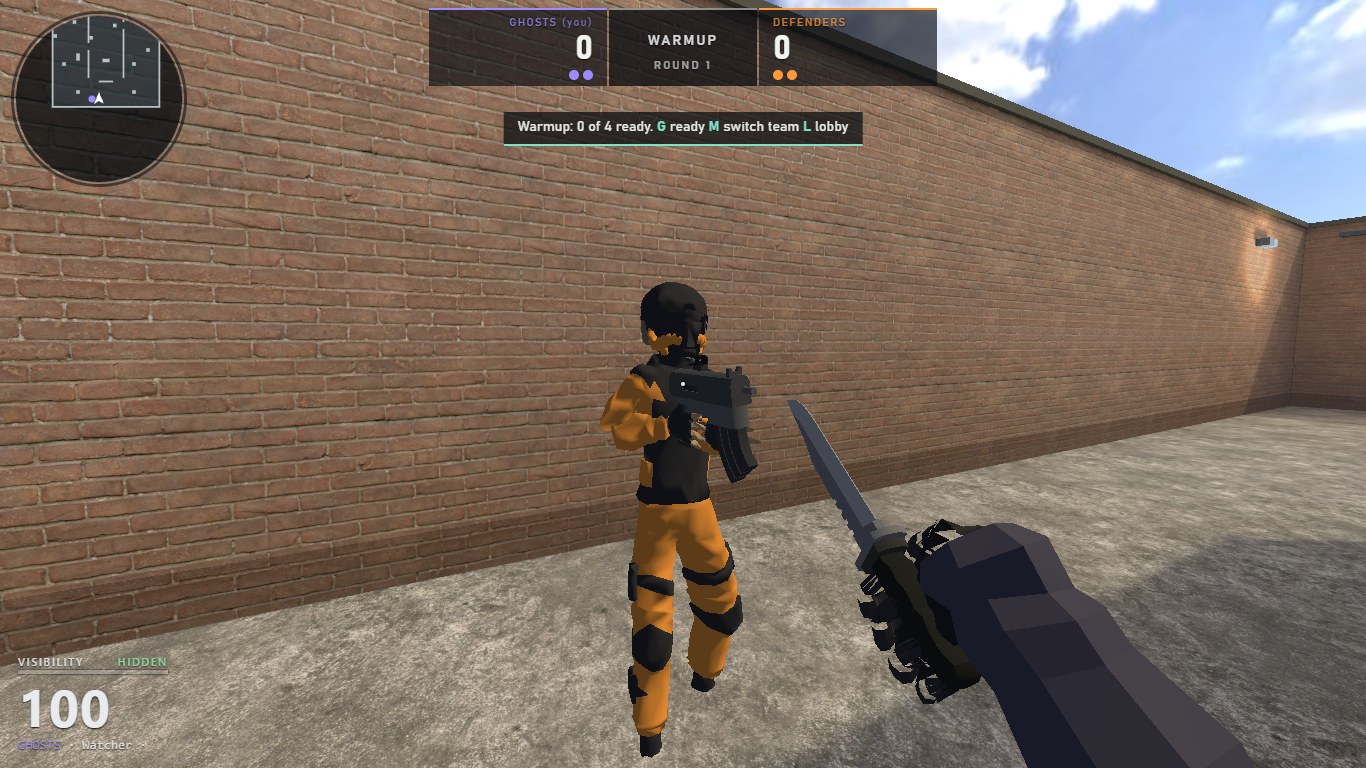 GHOSTS (you)
0
WARMUP
ROUND 1
DEFENDERS
0
Warmup: 0 of 4 ready. G ready M switch team L lobby
VISIBILITY HIDDEN
100
GHOSTS · Watcher